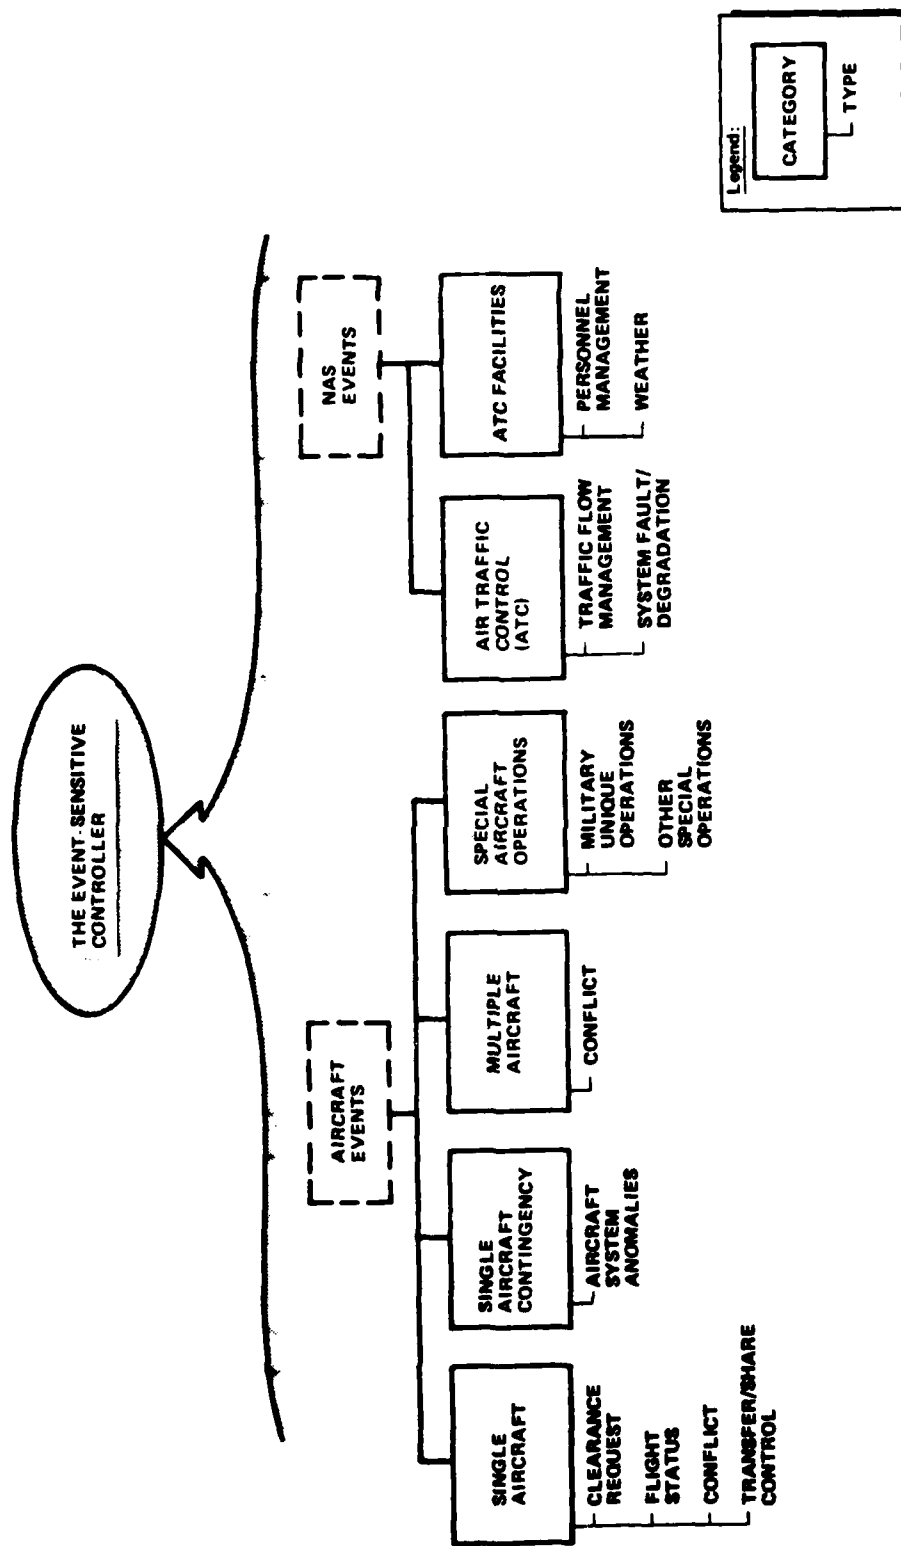 THE EVENT-SENSITIVE
CONTROLLER
AIRCRAFT
EVENTS
NAS
EVENTS
SINGLE
AIRCRAFT
CLEARANCE
REQUEST
FLIGHT
STATUS
CONFLICT
TRANSFER/SHARE
CONTROL
SINGLE
AIRCRAFT
CONTINGENCY
AIRCRAFT
SYSTEM
ANOMALIES
MULTIPLE
AIRCRAFT
CONFLICT
SPECIAL
AIRCRAFT
OPERATIONS
MILITARY
UNIQUE
OPERATIONS
OTHER
SPECIAL
OPERATIONS
AIR TRAFFIC
CONTROL
(ATC)
TRAFFIC FLOW
MANAGEMENT
SYSTEM FAULT/
DEGRADATION
ATC FACILITIES
PERSONNEL
MANAGEMENT
WEATHER
Legend:
CATEGORY
TYPE